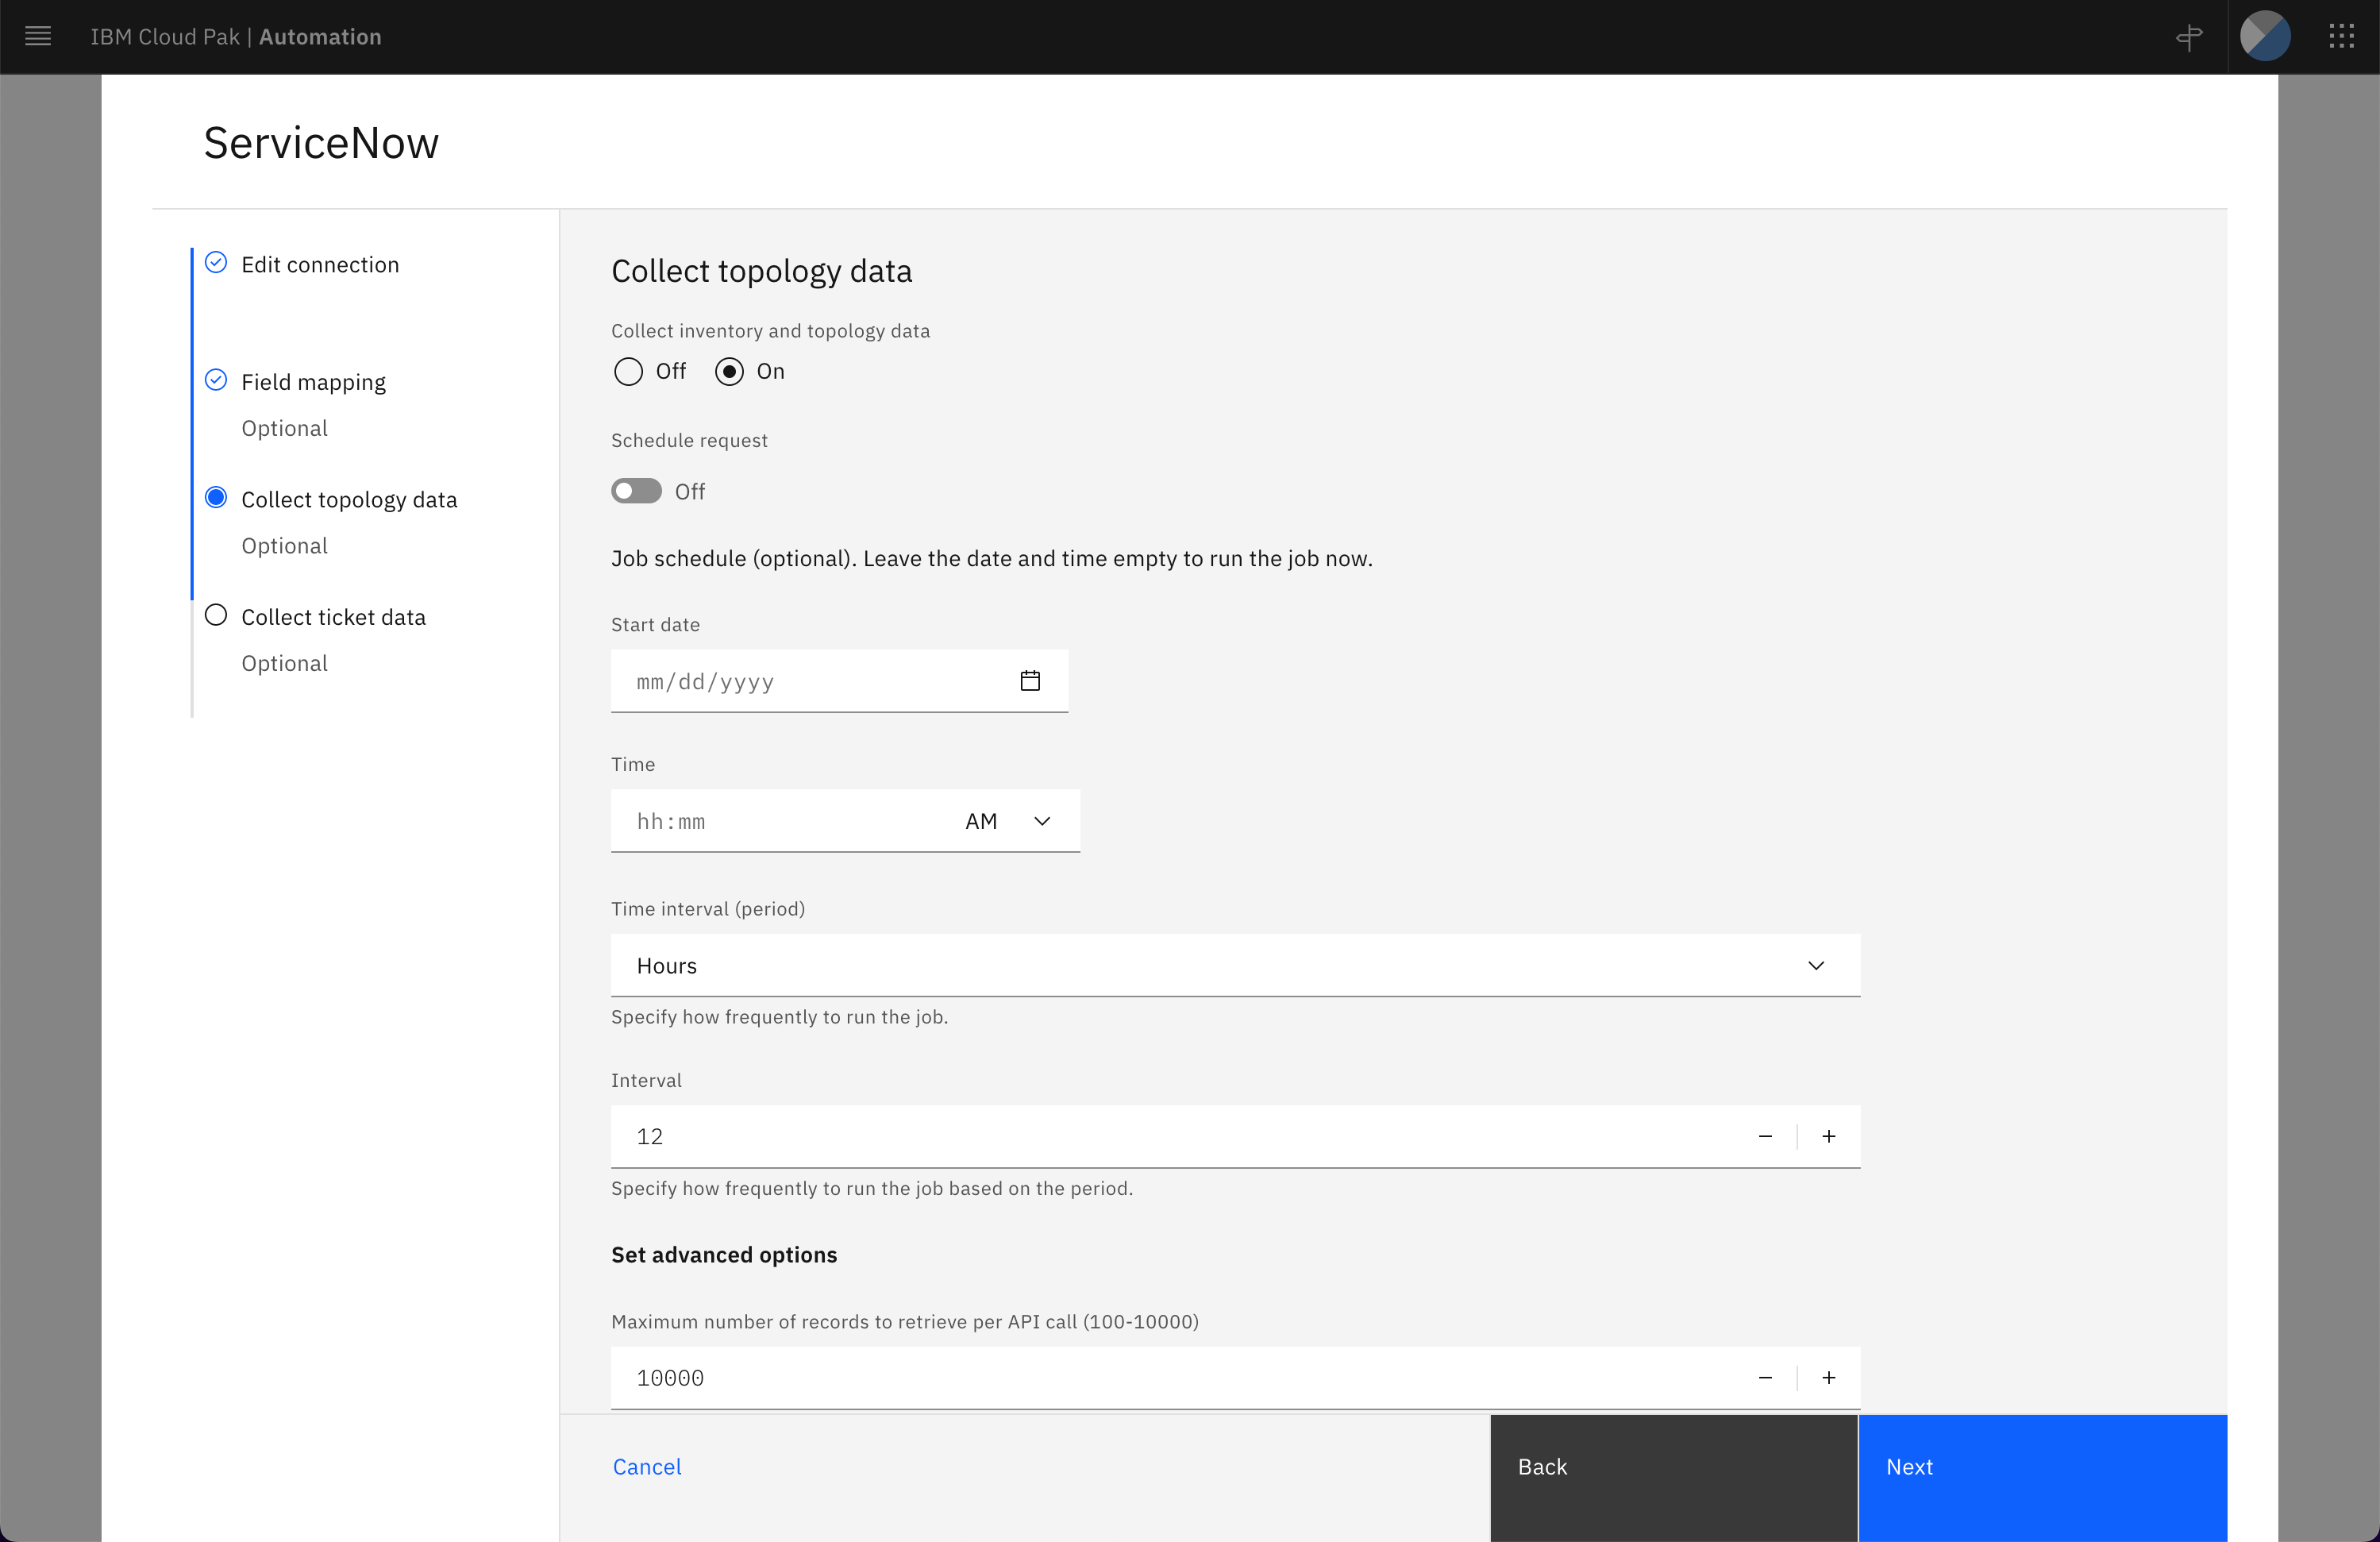 IBM Cloud Pak | Automation
ServiceNow
Edit connection
Field mapping
Optional
Collect topology data
Optional
Collect ticket data
Optional
Collect topology data
Collect inventory and topology data
Off On
Schedule request
Off
Job schedule (optional). Leave the date and time empty to run the job now.
Start date
mm/dd/yyyy
Time
hh:mm AM
Time interval (period)
Hours
Specify how frequently to run the job.
Interval
12
Specify how frequently to run the job based on the period.
Set advanced options
Maximum number of records to retrieve per API call (100-10000)
10000
Cancel Back Next